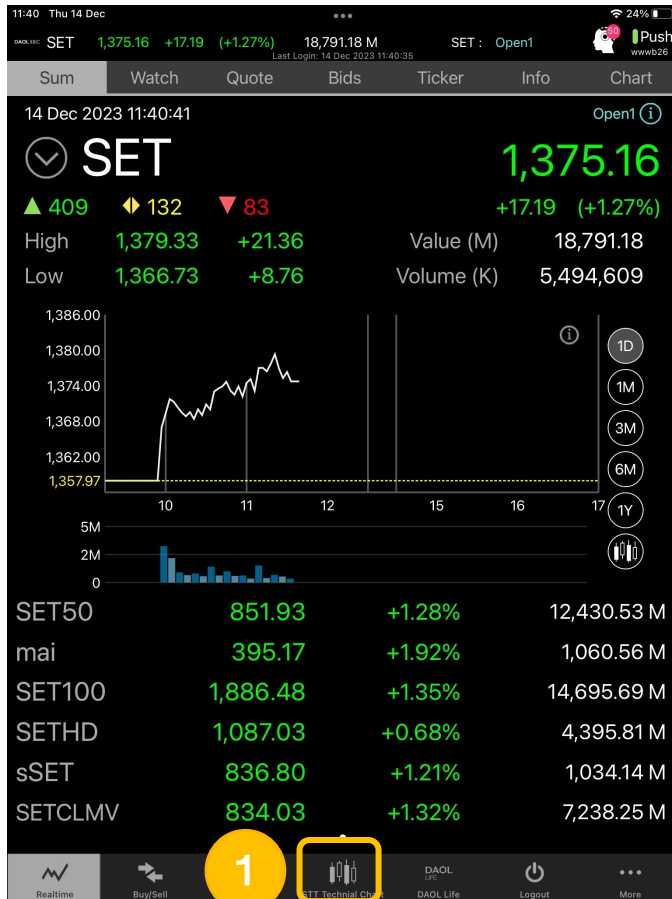 11:40 Thu 14 Dec 24%
DAOL SEC SET 1,375.16 +17.19 (+1.27%) 18,791.18 M SET : Open1 50 Push
Last Login: 14 Dec 2023 11:40:35 wwwb26
Sum Watch Quote Bids Ticker Info Chart
14 Dec 2023 11:40:41 Open1
SET 1,375.16
409 132 83 +17.19 (+1.27%)
High 1,379.33 +21.36 Value (M) 18,791.18
Low 1,366.73 +8.76 Volume (K) 5,494,609
1,386.00
1,380.00 1D
1,374.00 1M
1,368.00 3M
1,362.00 6M
1,357.97
10 11 12 15 16 17 1Y
5M
2M
0
SET50 851.93 +1.28% 12,430.53 M
mai 395.17 +1.92% 1,060.56 M
SET100 1,886.48 +1.35% 14,695.69 M
SETHD 1,087.03 +0.68% 4,395.81 M
sSET 836.80 +1.21% 1,034.14 M
SETCLMV 834.03 +1.32% 7,238.25 M
1 DAOL LIFE
Realtime Buy/Sell STT Technial Chart DAOL Life Logout More